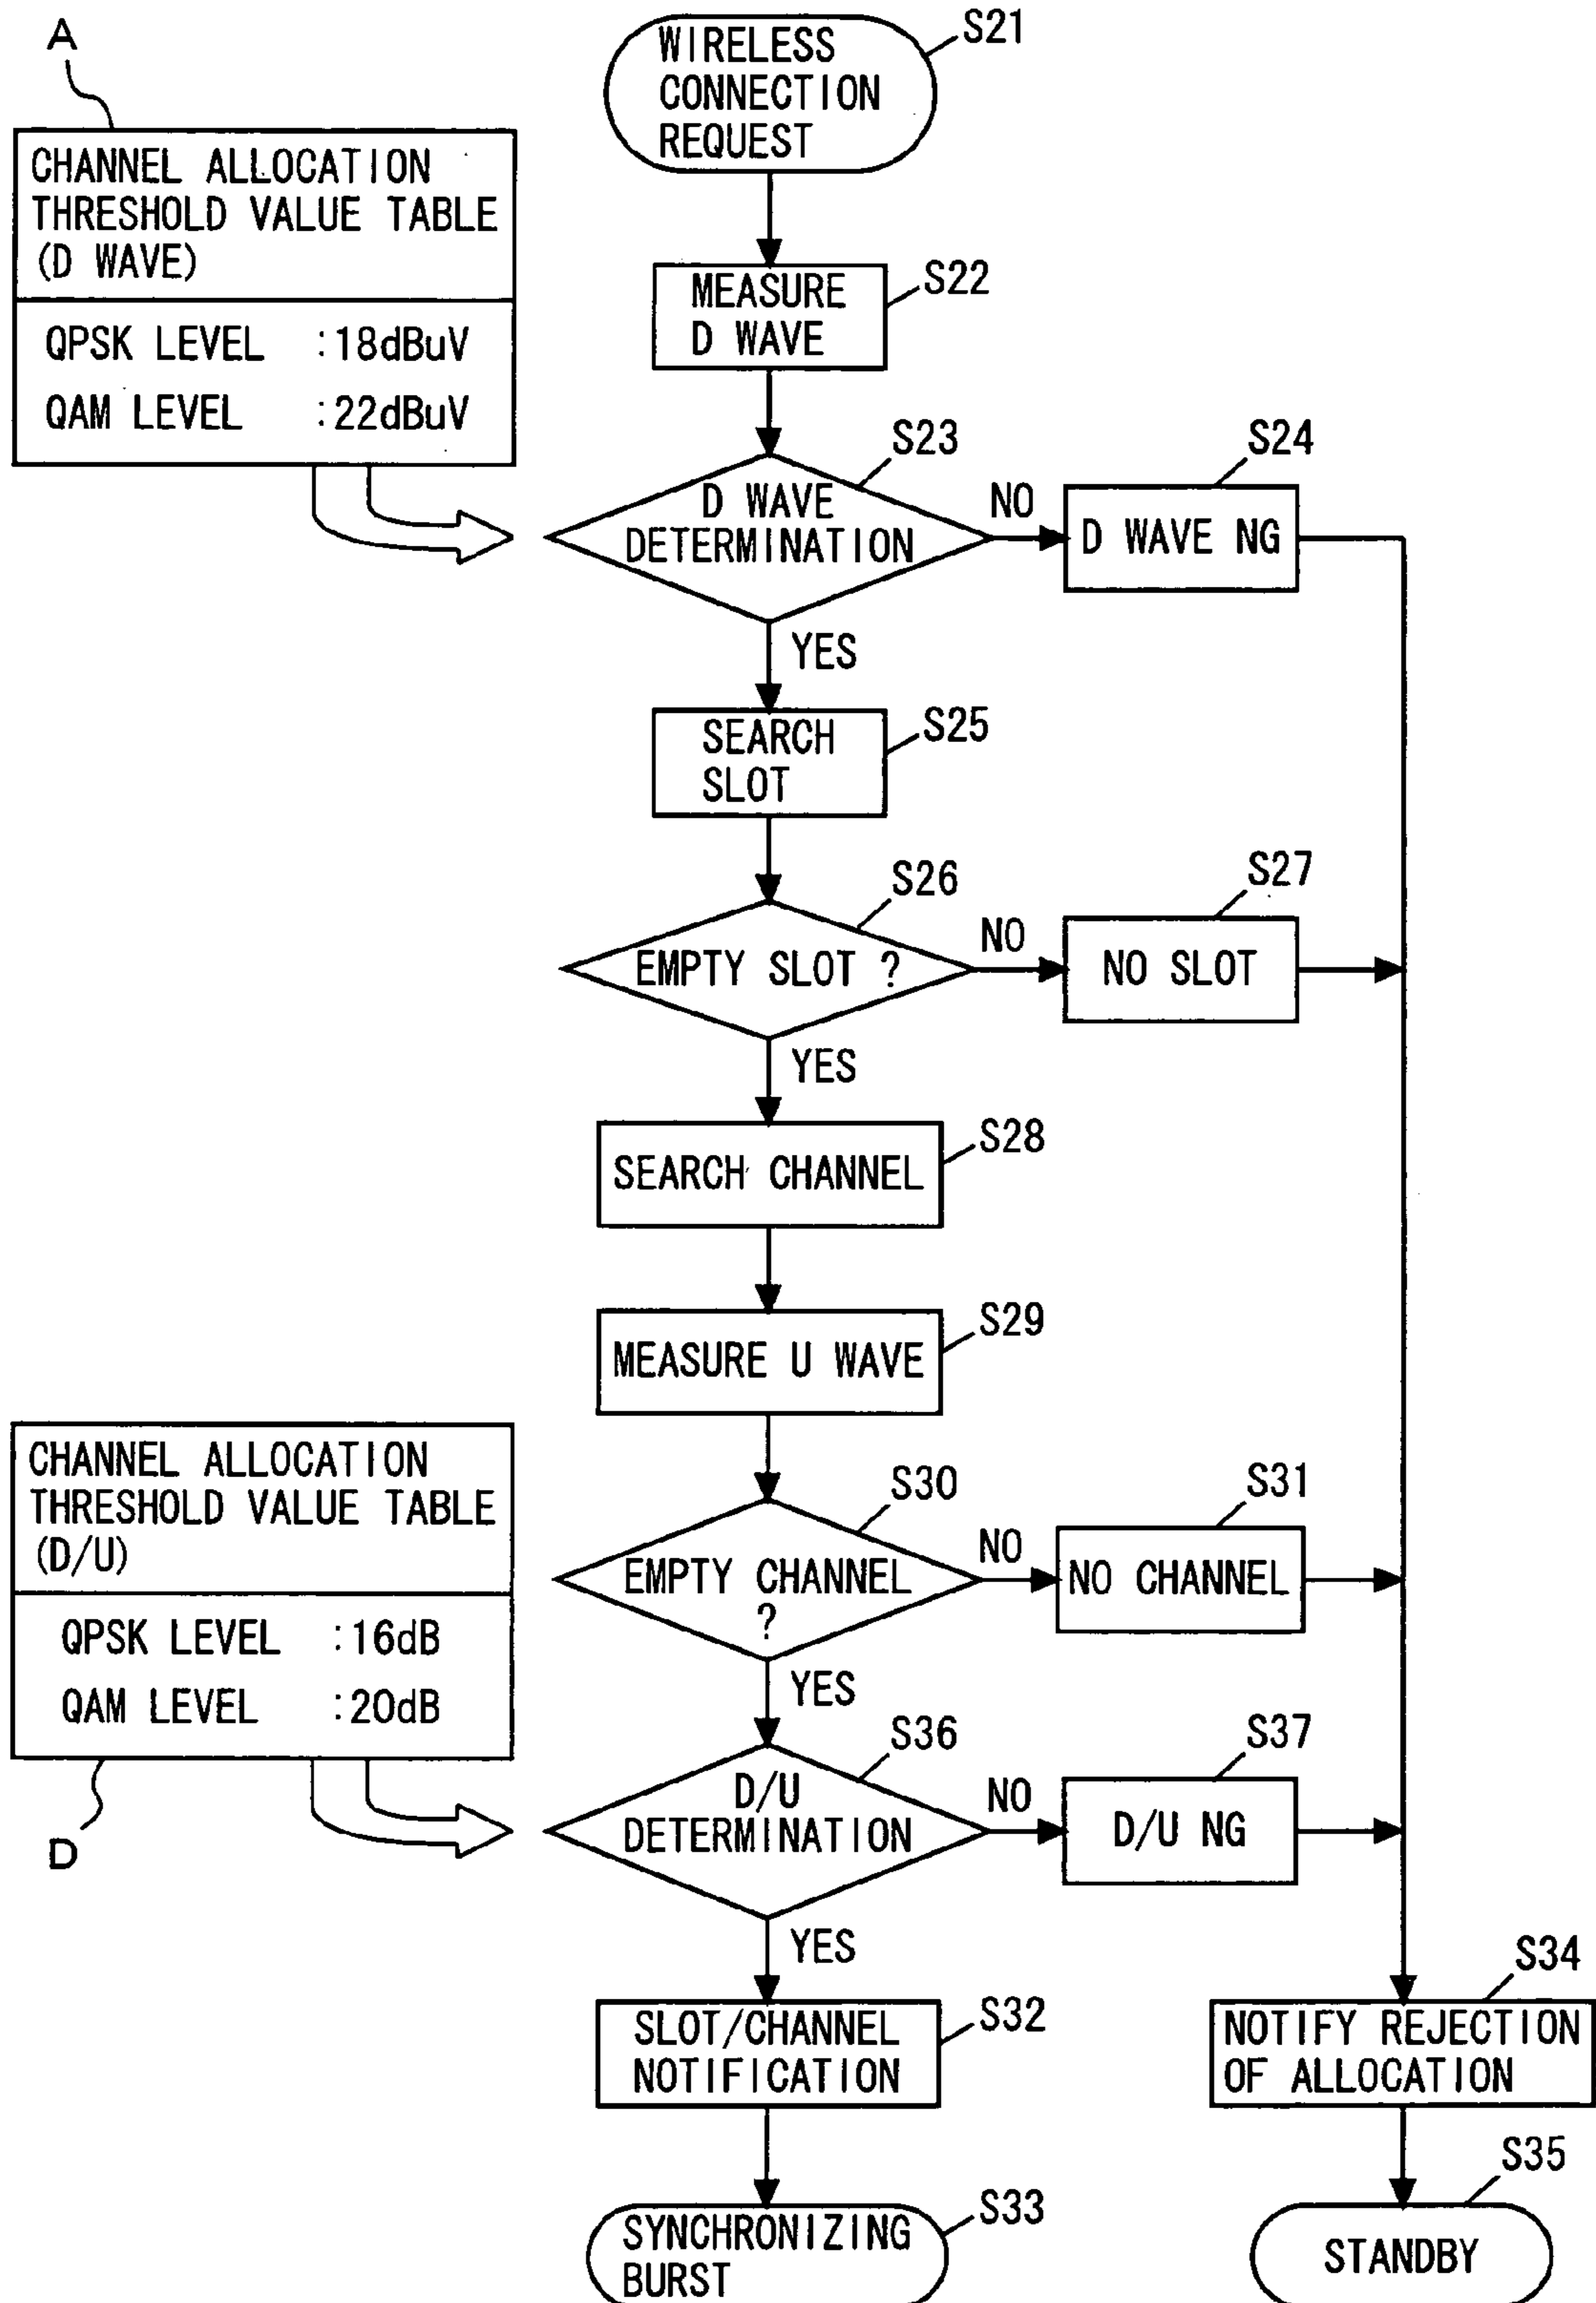 A
CHANNEL ALLOCATION
THRESHOLD VALUE TABLE
(D WAVE)
QPSK LEVEL :18dBuV
QAM LEVEL :22dBuV
WIRELESS
CONNECTION
REQUEST
S21
MEASURE
D WAVE
S22
D WAVE
DETERMINATION
S23
NO
D WAVE NG
S24
YES
SEARCH
SLOT
S25
EMPTY SLOT ?
S26
NO
NO SLOT
S27
YES
SEARCH CHANNEL
S28
MEASURE U WAVE
S29
CHANNEL ALLOCATION
THRESHOLD VALUE TABLE
(D/U)
QPSK LEVEL :16dB
QAM LEVEL :20dB
D
EMPTY CHANNEL
?
S30
NO
NO CHANNEL
S31
YES
D/U
DETERMINATION
S36
NO
D/U NG
S37
YES
SLOT/CHANNEL
NOTIFICATION
S32
NOTIFY REJECTION
OF ALLOCATION
S34
SYNCHRONIZING
BURST
S33
STANDBY
S35